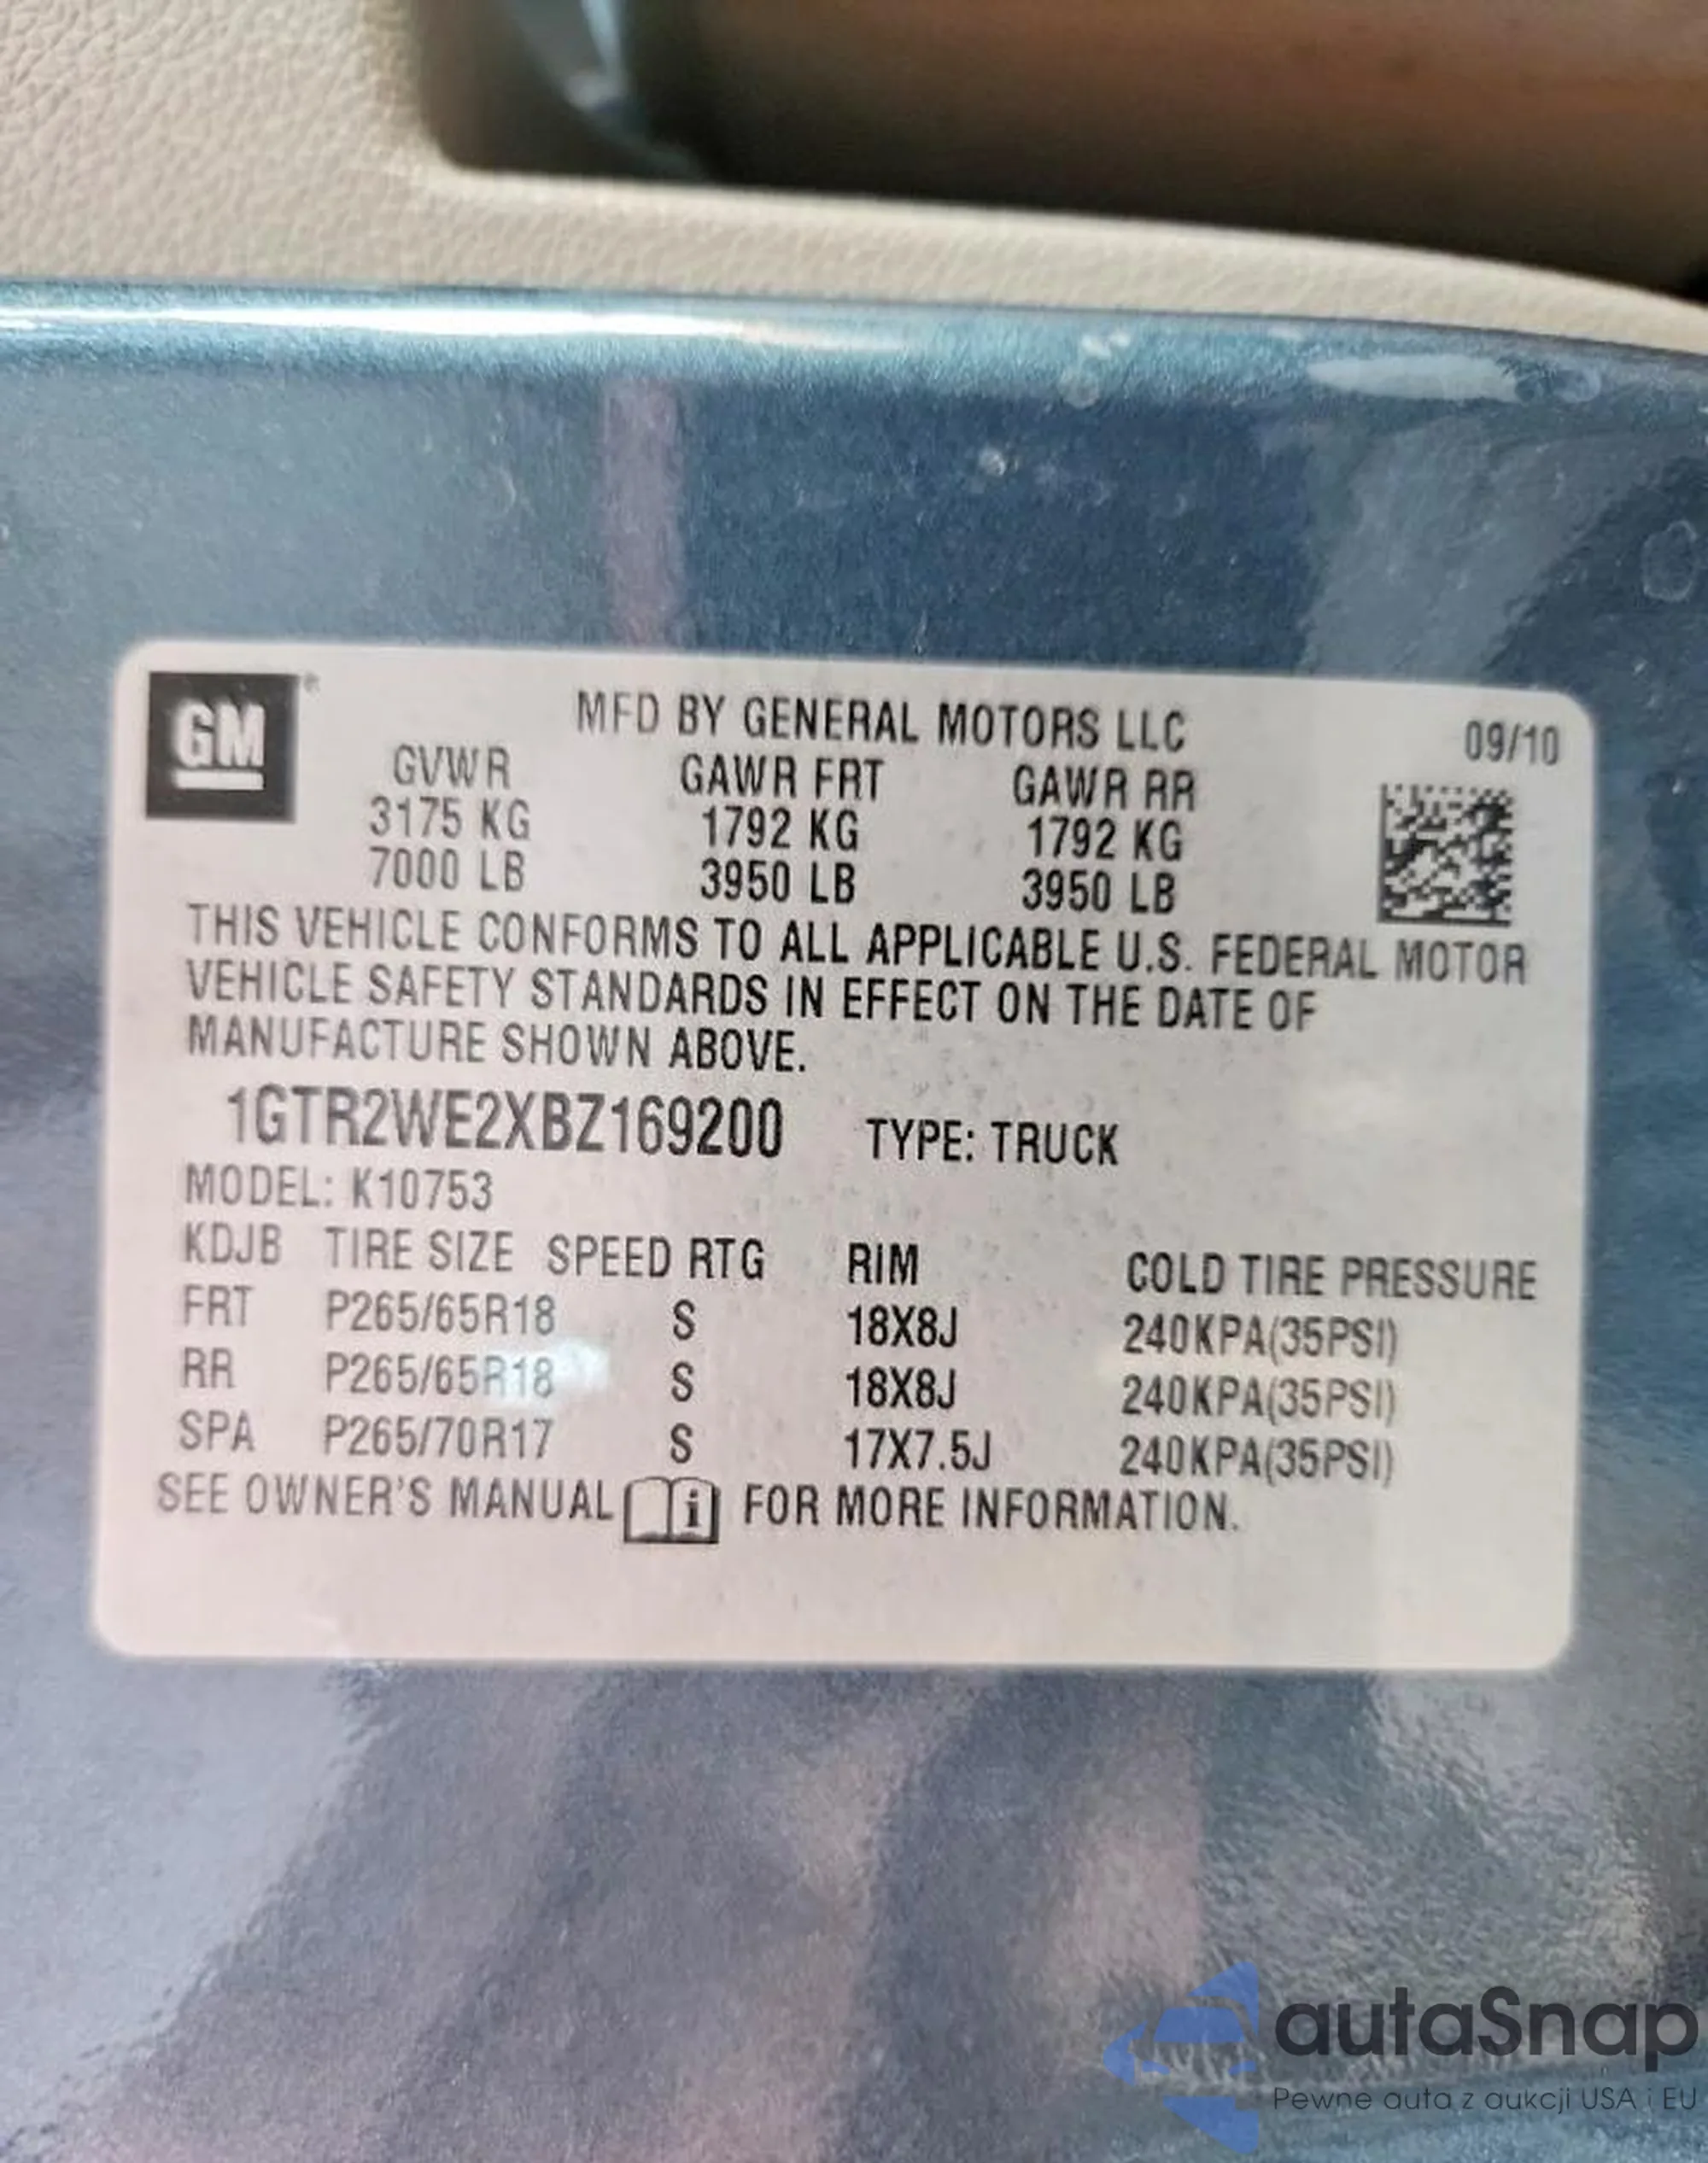 GM®
MFD BY GENERAL MOTORS LLC 09/10
GVWR GAWR FRT GAWR RR
3175 KG 1792 KG 1792 KG
7000 LB 3950 LB 3950 LB
THIS VEHICLE CONFORMS TO ALL APPLICABLE U.S. FEDERAL MOTOR
VEHICLE SAFETY STANDARDS IN EFFECT ON THE DATE OF
MANUFACTURE SHOWN ABOVE.
1GTR2WE2XBZ169200 TYPE: TRUCK
MODEL: K10753
KDJB TIRE SIZE SPEED RTG RIM COLD TIRE PRESSURE
FRT P265/65R18 S 18X8J 240KPA(35PSI)
RR P265/65R18 S 18X8J 240KPA(35PSI)
SPA P265/70R17 S 17X7.5J 240KPA(35PSI)
SEE OWNER'S MANUAL i FOR MORE INFORMATION.
autaSnap
Pewne auta z aukcji USA i EU